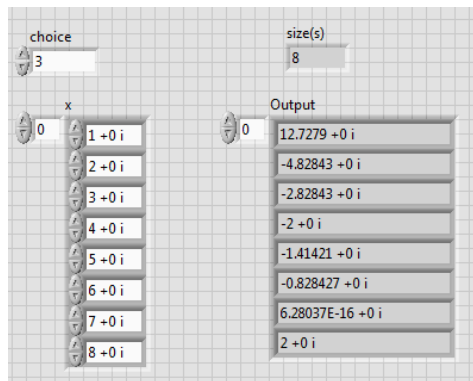 choice
size(s)
3
8
x
Output
0
1 +0 i
0
12.7279 +0 i
2 +0 i
-4.82843 +0 i
3 +0 i
-2.82843 +0 i
4 +0 i
-2 +0 i
5 +0 i
-1.41421 +0 i
6 +0 i
-0.828427 +0 i
7 +0 i
6.28037E-16 +0 i
8 +0 i
2 +0 i